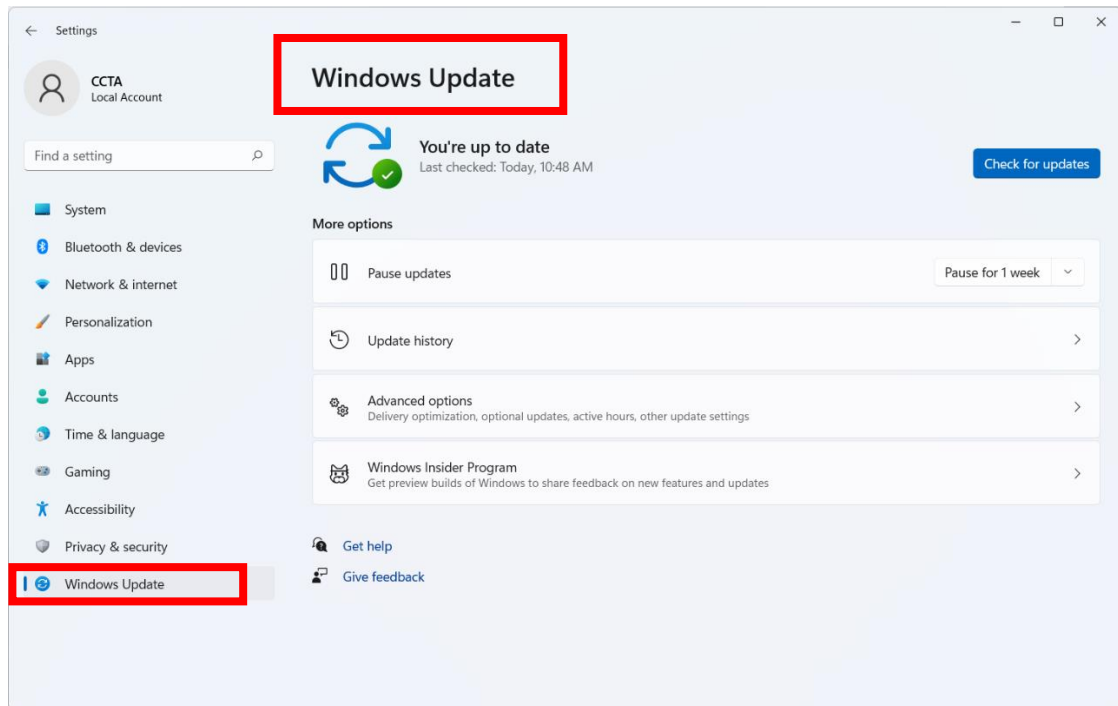 Settings
CCTA
Local Account
Find a setting
System
Bluetooth & devices
Network & internet
Personalization
Apps
Accounts
Time & language
Gaming
Accessibility
Privacy & security
Windows Update
Windows Update
You're up to date
Last checked: Today, 10:48 AM
Check for updates
More options
Pause updates
Pause for 1 week
Update history
Advanced options
Delivery optimization, optional updates, active hours, other update settings
Windows Insider Program
Get preview builds of Windows to share feedback on new features and updates
Get help
Give feedback